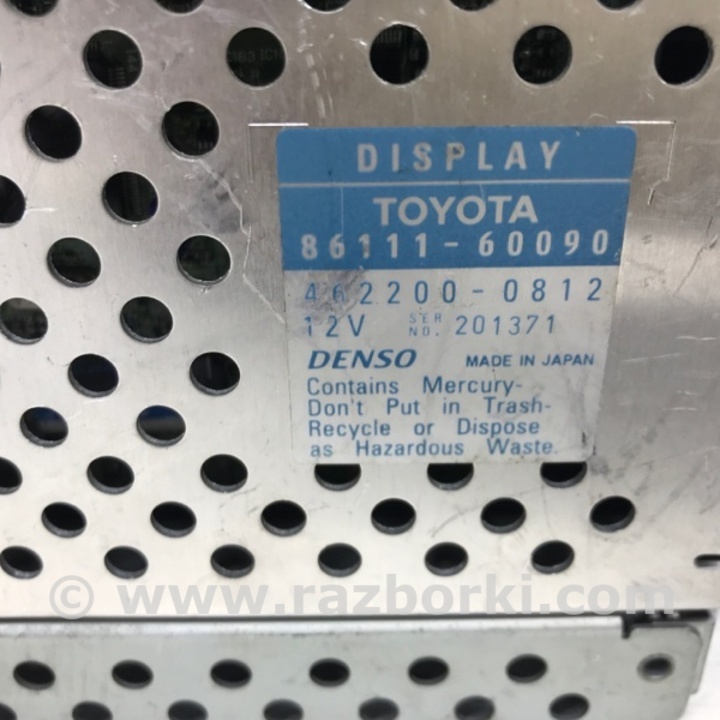 DISPLAY
TOYOTA
86111-60090
462200-0812
12V SER NO. 201371
DENSO MADE IN JAPAN
Contains Mercury-
Don't Put in Trash-
Recycle or Dispose
as Hazardous Waste.
© www.razborki.com